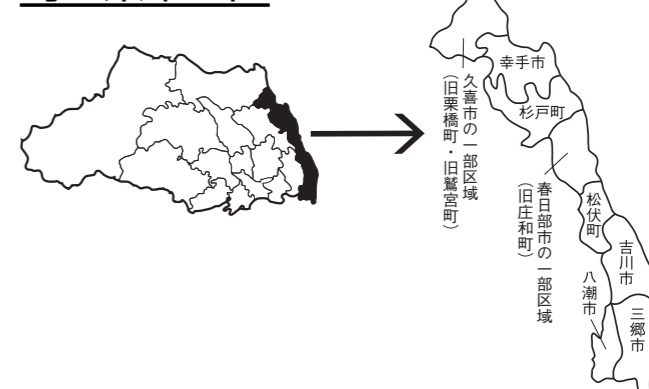 幸手市
杉戸町
久喜市の一部区域
(旧栗橋町・旧鷲宮町)
春日部市の一部区域
(旧庄和町)
松伏町
吉川市
八潮市
三郷市